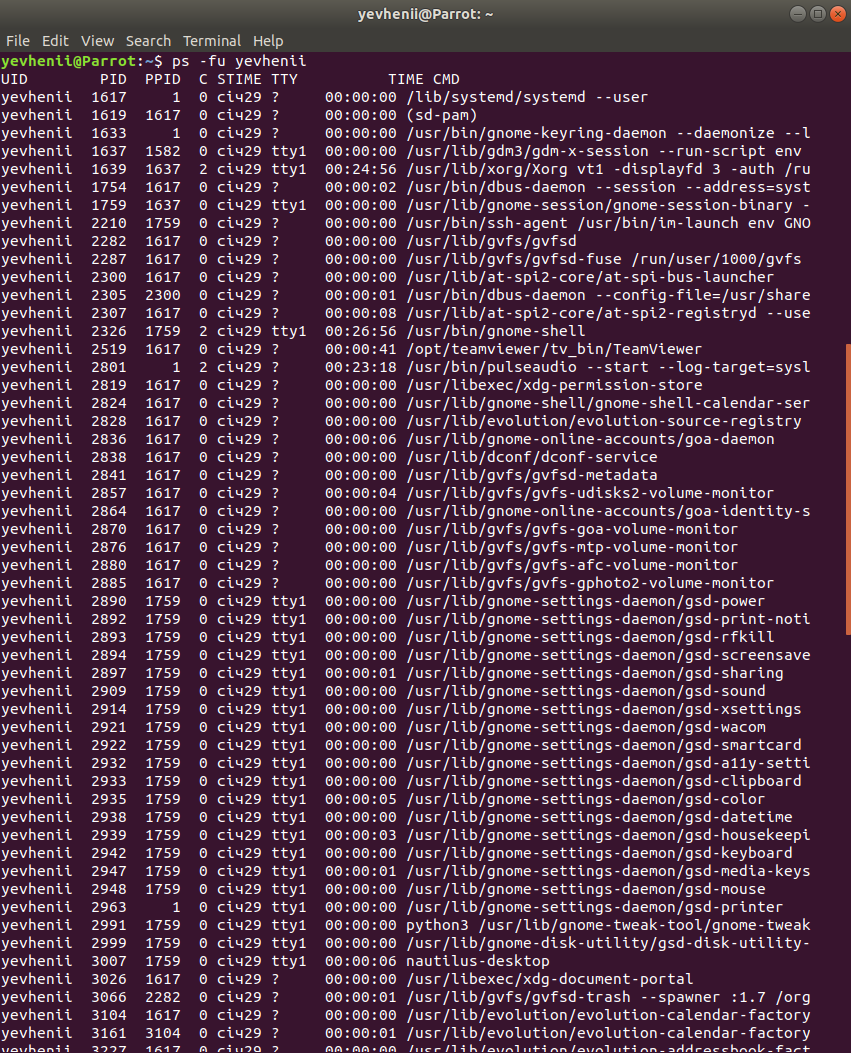 yevhenii@Parrot: ~
File Edit View Search Terminal Help
yevhenii@Parrot:~$ ps -fu yevhenii
UID        PID  PPID  C STIME TTY          TIME CMD
yevhenii  1617     1  0 січ29 ?     00:00:00 /lib/systemd/systemd --user
yevhenii  1619  1617  0 січ29 ?     00:00:00 (sd-pam)
yevhenii  1633     1  0 січ29 ?     00:00:00 /usr/bin/gnome-keyring-daemon --daemonize --l
yevhenii  1637  1582  0 січ29 tty1  00:00:00 /usr/lib/gdm3/gdm-x-session --run-script env
yevhenii  1639  1637  2 січ29 tty1  00:24:56 /usr/lib/xorg/Xorg vt1 -displayfd 3 -auth /ru
yevhenii  1754  1617  0 січ29 ?     00:00:02 /usr/bin/dbus-daemon --session --address=syst
yevhenii  1759  1637  0 січ29 tty1  00:00:00 /usr/lib/gnome-session/gnome-session-binary -
yevhenii  2210  1759  0 січ29 ?     00:00:00 /usr/bin/ssh-agent /usr/bin/im-launch env GNO
yevhenii  2282  1617  0 січ29 ?     00:00:00 /usr/lib/gvfs/gvfsd
yevhenii  2287  1617  0 січ29 ?     00:00:00 /usr/lib/gvfs/gvfsd-fuse /run/user/1000/gvfs
yevhenii  2300  1617  0 січ29 ?     00:00:00 /usr/lib/at-spi2-core/at-spi-bus-launcher
yevhenii  2305  2300  0 січ29 ?     00:00:01 /usr/bin/dbus-daemon --config-file=/usr/share
yevhenii  2307  1617  0 січ29 ?     00:00:08 /usr/lib/at-spi2-core/at-spi2-registryd --use
yevhenii  2326  1759  2 січ29 tty1  00:26:56 /usr/bin/gnome-shell
yevhenii  2519  1617  0 січ29 ?     00:00:41 /opt/teamviewer/tv_bin/TeamViewer
yevhenii  2801     1  2 січ29 ?     00:23:18 /usr/bin/pulseaudio --start --log-target=sysl
yevhenii  2819  1617  0 січ29 ?     00:00:00 /usr/libexec/xdg-permission-store
yevhenii  2824  1617  0 січ29 ?     00:00:00 /usr/lib/gnome-shell/gnome-shell-calendar-ser
yevhenii  2828  1617  0 січ29 ?     00:00:00 /usr/lib/evolution/evolution-source-registry
yevhenii  2836  1617  0 січ29 ?     00:00:06 /usr/lib/gnome-online-accounts/goa-daemon
yevhenii  2838  1617  0 січ29 ?     00:00:00 /usr/lib/dconf/dconf-service
yevhenii  2841  1617  0 січ29 ?     00:00:00 /usr/lib/gvfs/gvfsd-metadata
yevhenii  2857  1617  0 січ29 ?     00:00:04 /usr/lib/gvfs/gvfs-udisks2-volume-monitor
yevhenii  2864  1617  0 січ29 ?     00:00:00 /usr/lib/gnome-online-accounts/goa-identity-s
yevhenii  2870  1617  0 січ29 ?     00:00:00 /usr/lib/gvfs/gvfs-goa-volume-monitor
yevhenii  2876  1617  0 січ29 ?     00:00:00 /usr/lib/gvfs/gvfs-mtp-volume-monitor
yevhenii  2880  1617  0 січ29 ?     00:00:00 /usr/lib/gvfs/gvfs-afc-volume-monitor
yevhenii  2885  1617  0 січ29 ?     00:00:00 /usr/lib/gvfs/gvfs-gphoto2-volume-monitor
yevhenii  2890  1759  0 січ29 tty1  00:00:00 /usr/lib/gnome-settings-daemon/gsd-power
yevhenii  2892  1759  0 січ29 tty1  00:00:00 /usr/lib/gnome-settings-daemon/gsd-print-noti
yevhenii  2893  1759  0 січ29 tty1  00:00:00 /usr/lib/gnome-settings-daemon/gsd-rfkill
yevhenii  2894  1759  0 січ29 tty1  00:00:00 /usr/lib/gnome-settings-daemon/gsd-screensave
yevhenii  2897  1759  0 січ29 tty1  00:00:01 /usr/lib/gnome-settings-daemon/gsd-sharing
yevhenii  2909  1759  0 січ29 tty1  00:00:00 /usr/lib/gnome-settings-daemon/gsd-sound
yevhenii  2914  1759  0 січ29 tty1  00:00:00 /usr/lib/gnome-settings-daemon/gsd-xsettings
yevhenii  2921  1759  0 січ29 tty1  00:00:00 /usr/lib/gnome-settings-daemon/gsd-wacom
yevhenii  2922  1759  0 січ29 tty1  00:00:00 /usr/lib/gnome-settings-daemon/gsd-smartcard
yevhenii  2932  1759  0 січ29 tty1  00:00:00 /usr/lib/gnome-settings-daemon/gsd-a11y-setti
yevhenii  2933  1759  0 січ29 tty1  00:00:00 /usr/lib/gnome-settings-daemon/gsd-clipboard
yevhenii  2935  1759  0 січ29 tty1  00:00:05 /usr/lib/gnome-settings-daemon/gsd-color
yevhenii  2938  1759  0 січ29 tty1  00:00:00 /usr/lib/gnome-settings-daemon/gsd-datetime
yevhenii  2939  1759  0 січ29 tty1  00:00:03 /usr/lib/gnome-settings-daemon/gsd-housekeepi
yevhenii  2942  1759  0 січ29 tty1  00:00:00 /usr/lib/gnome-settings-daemon/gsd-keyboard
yevhenii  2947  1759  0 січ29 tty1  00:00:01 /usr/lib/gnome-settings-daemon/gsd-media-keys
yevhenii  2948  1759  0 січ29 tty1  00:00:00 /usr/lib/gnome-settings-daemon/gsd-mouse
yevhenii  2963     1  0 січ29 tty1  00:00:00 /usr/lib/gnome-settings-daemon/gsd-printer
yevhenii  2991  1759  0 січ29 tty1  00:00:00 python3 /usr/lib/gnome-tweak-tool/gnome-tweak
yevhenii  2999  1759  0 січ29 tty1  00:00:00 /usr/lib/gnome-disk-utility/gsd-disk-utility-
yevhenii  3007  1759  0 січ29 tty1  00:00:06 nautilus-desktop
yevhenii  3026  1617  0 січ29 ?     00:00:00 /usr/libexec/xdg-document-portal
yevhenii  3066  2282  0 січ29 ?     00:00:01 /usr/lib/gvfs/gvfsd-trash --spawner :1.7 /org
yevhenii  3104  1617  0 січ29 ?     00:00:00 /usr/lib/evolution/evolution-calendar-factory
yevhenii  3161  3104  0 січ29 ?     00:00:01 /usr/lib/evolution/evolution-calendar-factory
yevhenii  3227  1617  0 січ29 ?     00:00:00 /usr/lib/evolution/evolution-addressbook-fact